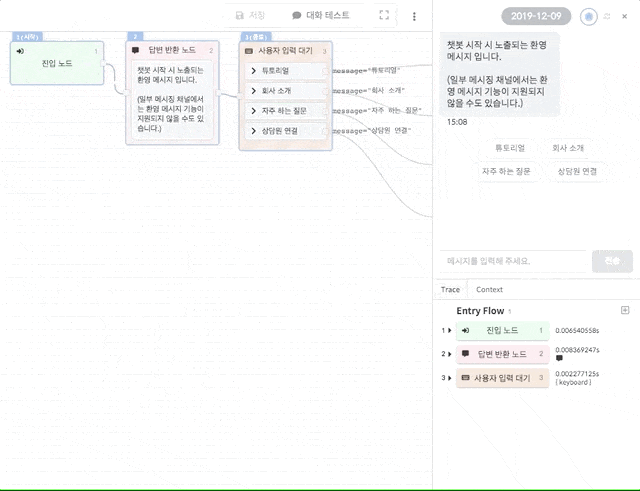 저장
대화 테스트
2019-12-09
1 (시작)
진입 노드 1
2
답변 반환 노드 2
챗봇 시작 시 노출되는 환영
메시지 입니다.
(일부 메시징 채널에서
는 환영 메시지 기능이
지원되지 않을 수도 있
습니다.)
3 (종료)
사용자 입력 대기 3
튜토리얼
message="튜토리얼"
회사 소개
message="회사 소개"
자주 하는 질문
message="자주 하는 질문"
상담원 연결
message="상담원 연결"
챗봇 시작 시 노출되는 환영
메시지 입니다.
(일부 메시징 채널에서는 환
영 메시지 기능이 지원되지
않을 수도 있습니다.)
15:08
튜토리얼
회사 소개
자주 하는 질문
상담원 연결
메시지를 입력해 주세요.
전송
Trace
Context
Entry Flow 1
1 진입 노드 1 0.006540558s
2 답변 반환 노드 2 0.008369247s
3 사용자 입력 대기 3 0.002277125s
{ keyboard }